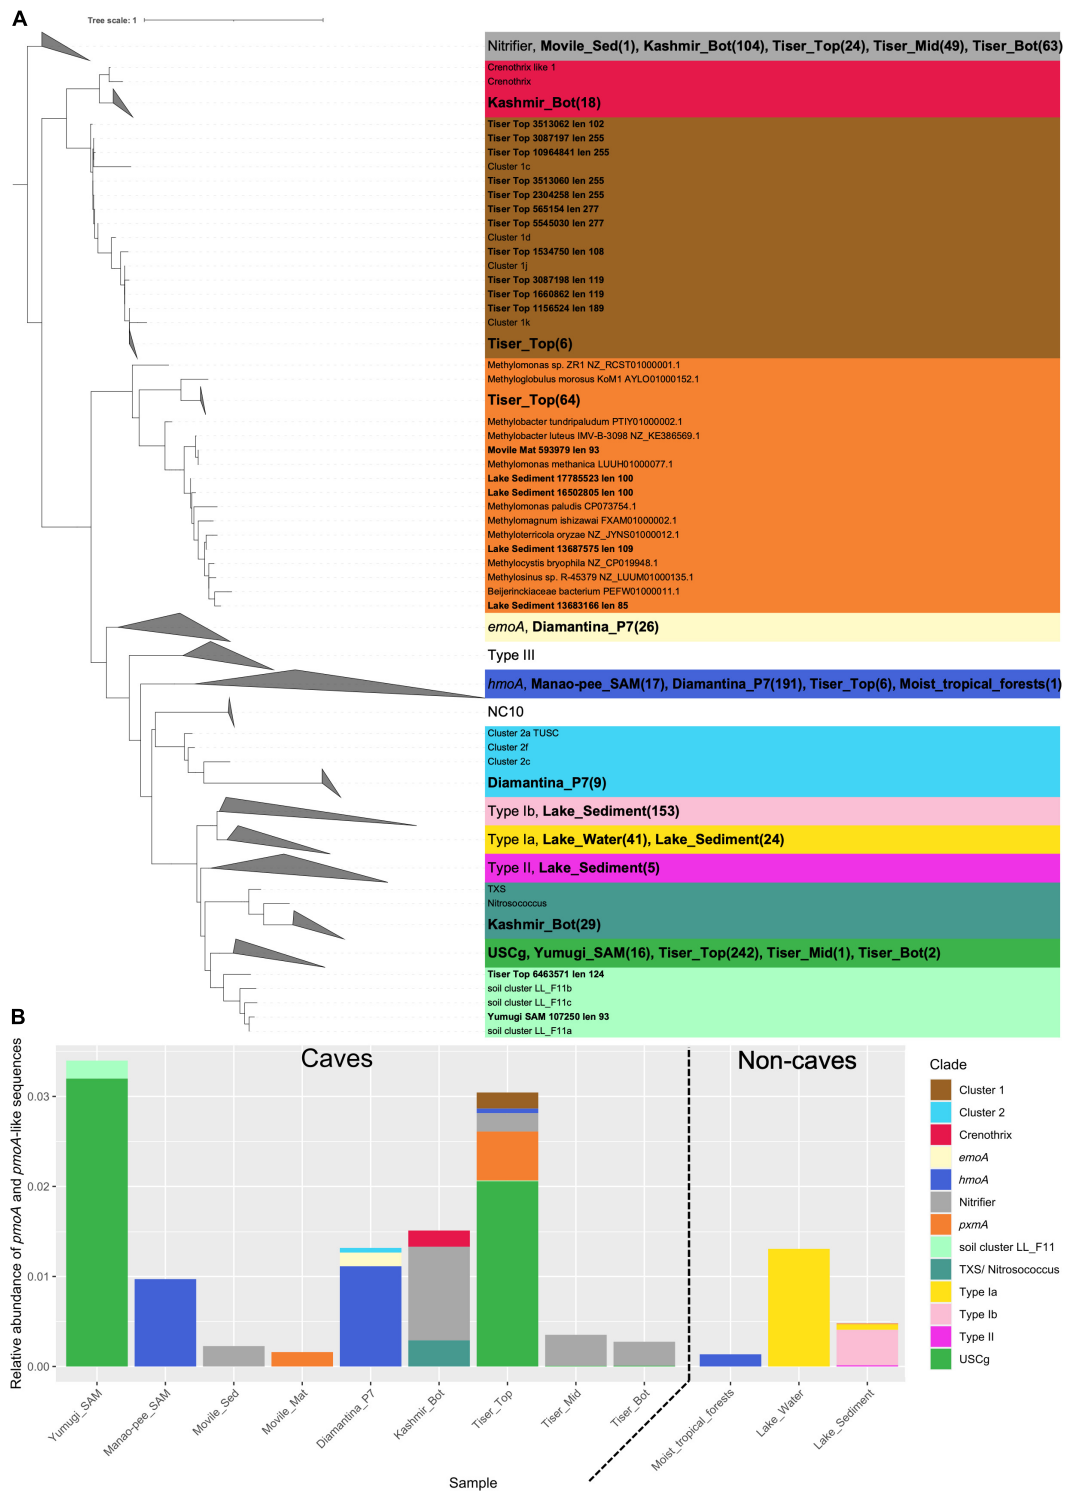 A
Tree scale: 1
Nitrifier, Movile_Sed(1), Kashmir_Bot(104), Tiser_Top(24), Tiser_Mid(49), Tiser_Bot(63)
Crenothrix like 1
Crenothrix
Kashmir_Bot(18)
Tiser Top 3513062 len 102
Tiser Top 3087197 len 255
Tiser Top 10964841 len 255
Cluster 1c
Tiser Top 3513060 len 255
Tiser Top 2304258 len 255
Tiser Top 565154 len 277
Tiser Top 5545030 len 277
Cluster 1d
Tiser Top 1534750 len 108
Cluster 1j
Tiser Top 3087198 len 119
Tiser Top 1660862 len 119
Tiser Top 1156524 len 189
Cluster 1k
Tiser_Top(6)
Methylomonas sp. ZR1 NZ_RCST01000001.1
Methyloglobulus morosus KoM1 AYLO01000152.1
Tiser_Top(64)
Methylobacter tundripaludum PTIY01000002.1
Methylobacter luteus IMV-B-3098 NZ_KE386569.1
Movile Mat 593979 len 93
Methylomonas methanica LUUH01000077.1
Lake Sediment 17785523 len 100
Lake Sediment 16502805 len 100
Methylomonas paludis CP073754.1
Methylomagnum ishizawai FXAM01000002.1
Methyloterricola oryzae NZ_JYNS01000012.1
Lake Sediment 13687575 len 109
Methylocystis bryophila NZ_CP019948.1
Methylosinus sp. R-45379 NZ_LUUM01000135.1
Beijerinckiaceae bacterium PEFW01000011.1
Lake Sediment 13683166 len 85
emoA, Diamantina_P7(26)
Type III
hmoA, Manao-pee_SAM(17), Diamantina_P7(191), Tiser_Top(6), Moist_tropical_forests(1)
NC10
Cluster 2a TUSC
Cluster 2f
Cluster 2c
Diamantina_P7(9)
Type Ib, Lake_Sediment(153)
Type Ia, Lake_Water(41), Lake_Sediment(24)
Type II, Lake_Sediment(5)
TXS
Nitrosococcus
Kashmir_Bot(29)
USCg, Yumugi_SAM(16), Tiser_Top(242), Tiser_Mid(1), Tiser_Bot(2)
Tiser Top 6463571 len 124
soil cluster LL_F11b
soil cluster LL_F11c
Yumugi SAM 107250 len 93
soil cluster LL_F11a
B
Caves
Non-caves
Relative abundance of pmoA and pmoA-like sequences
0.03
0.02
0.01
0.00
Yumugi_SAM
Manao-pee_SAM
Movile_Sed
Movile_Mat
Diamantina_P7
Kashmir_Bot
Tiser_Top
Tiser_Mid
Tiser_Bot
Moist_tropical_forests
Lake_Water
Lake_Sediment
Sample
Clade
Cluster 1
Cluster 2
Crenothrix
emoA
hmoA
Nitrifier
pxmA
soil cluster LL_F11
TXS/ Nitrosococcus
Type Ia
Type Ib
Type II
USCg